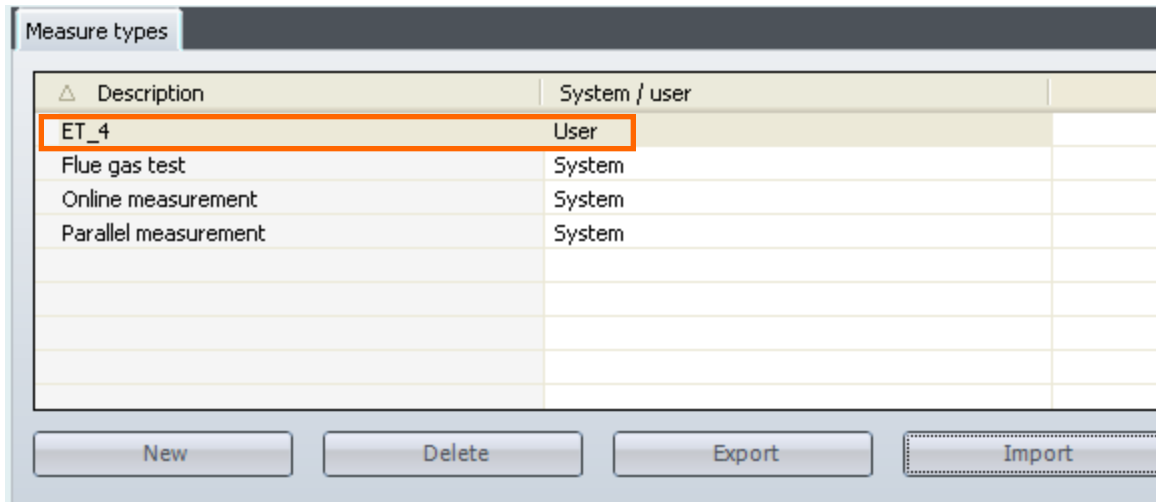 Measure types
Description System / user
ET_4 User
Flue gas test System
Online measurement System
Parallel measurement System
New Delete Export Import